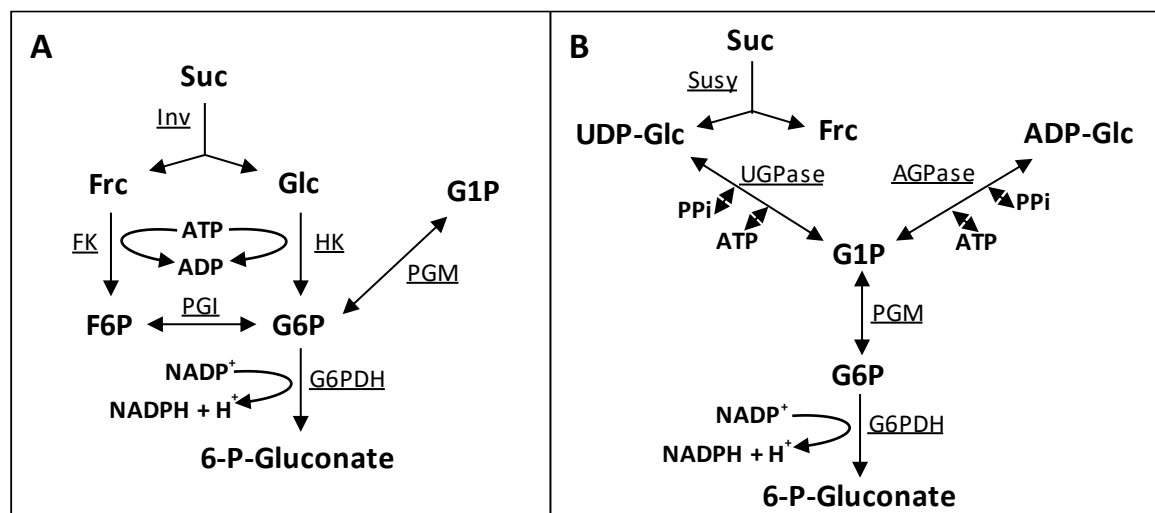 A
Suc
Inv
Frc
Glc
G1P
FK
ATP
ADP
HK
PGM
F6P
PGI
G6P
NADP+
NADPH + H+
G6PDH
6-P-Gluconate
B
Suc
Susy
UDP-Glc
Frc
ADP-Glc
UGPase
AGPase
PPi
ATP
PPi
ATP
G1P
PGM
G6P
NADP+
NADPH + H+
G6PDH
6-P-Gluconate